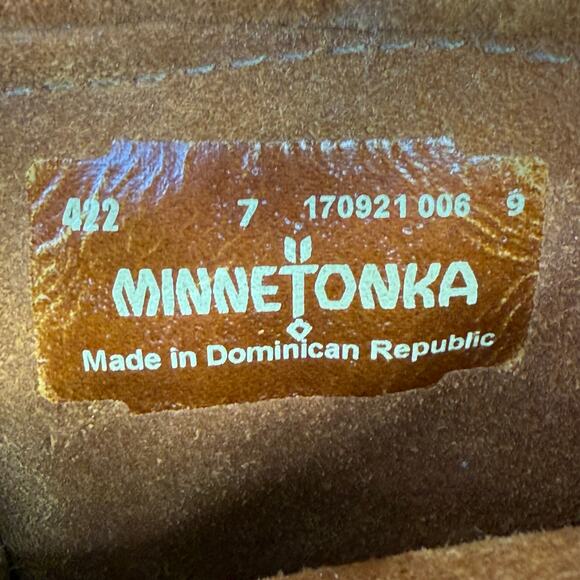 422 7 170921 006 9
MINNETONKA
Made in Dominican Republic